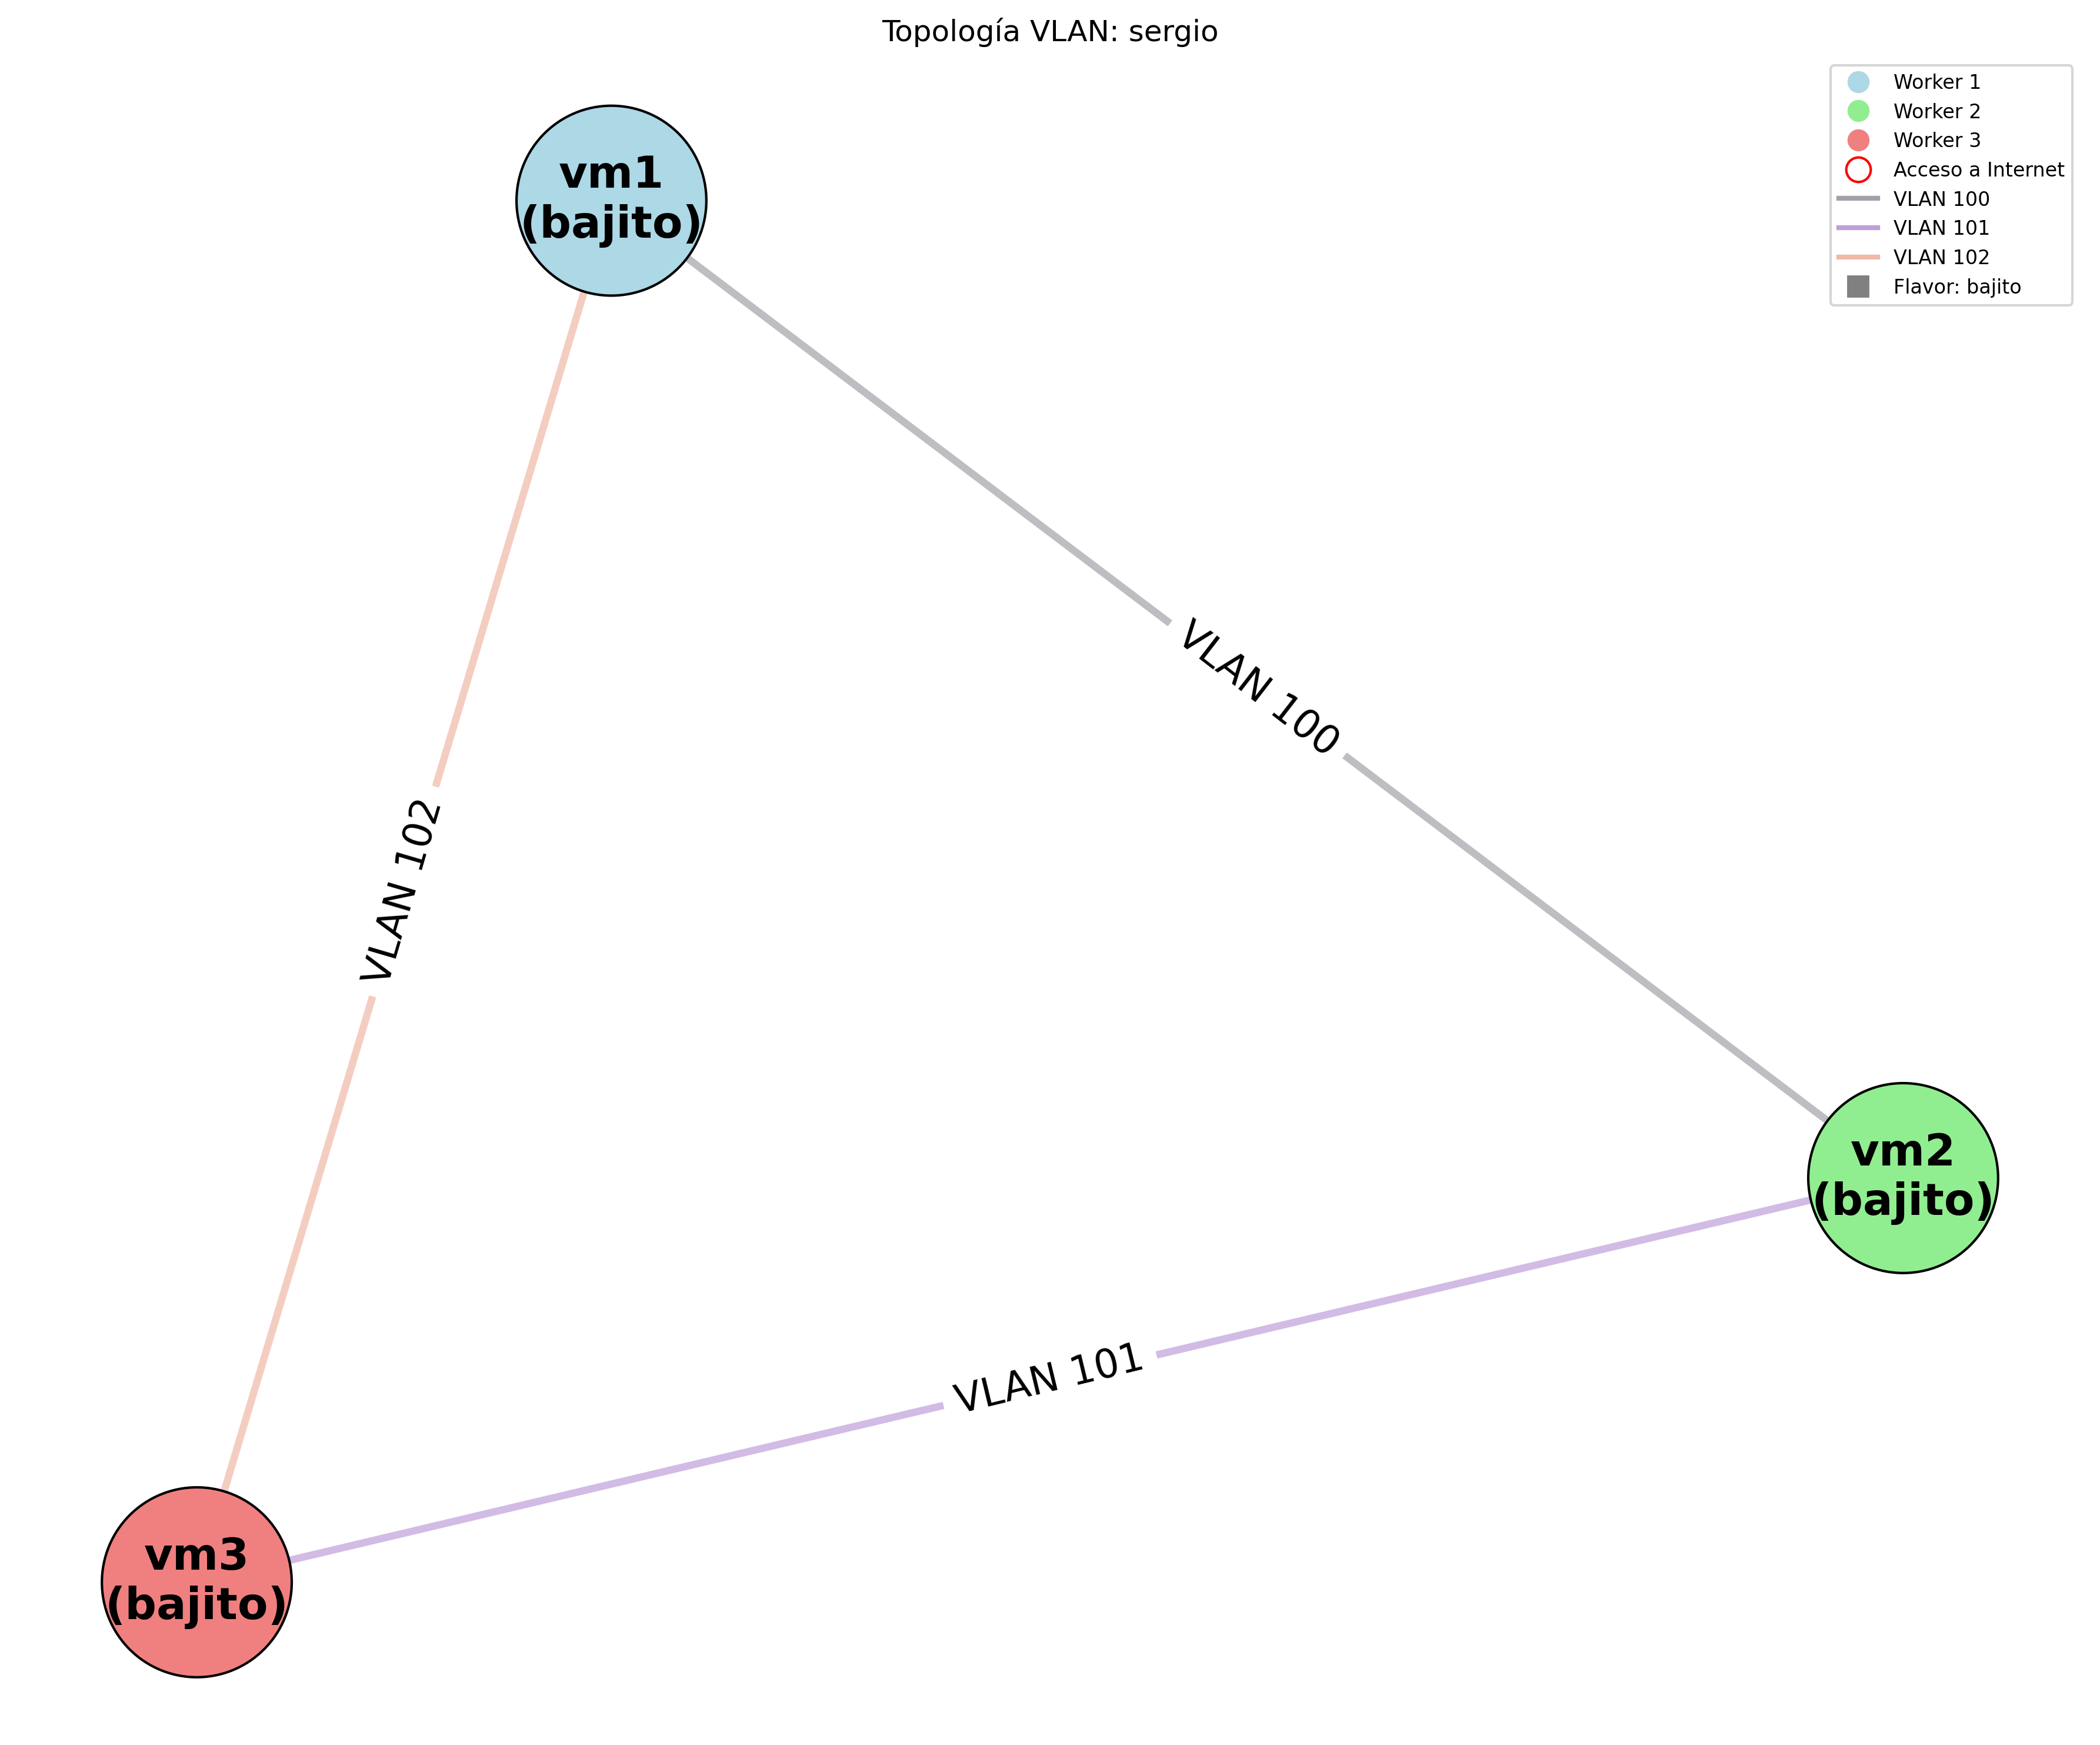 Topología VLAN: sergio
Worker 1
Worker 2
Worker 3
Acceso a Internet
VLAN 100
VLAN 101
VLAN 102
Flavor: bajito
vm1
(bajito)
VLAN 100
VLAN 102
vm2
(bajito)
VLAN 101
vm3
(bajito)